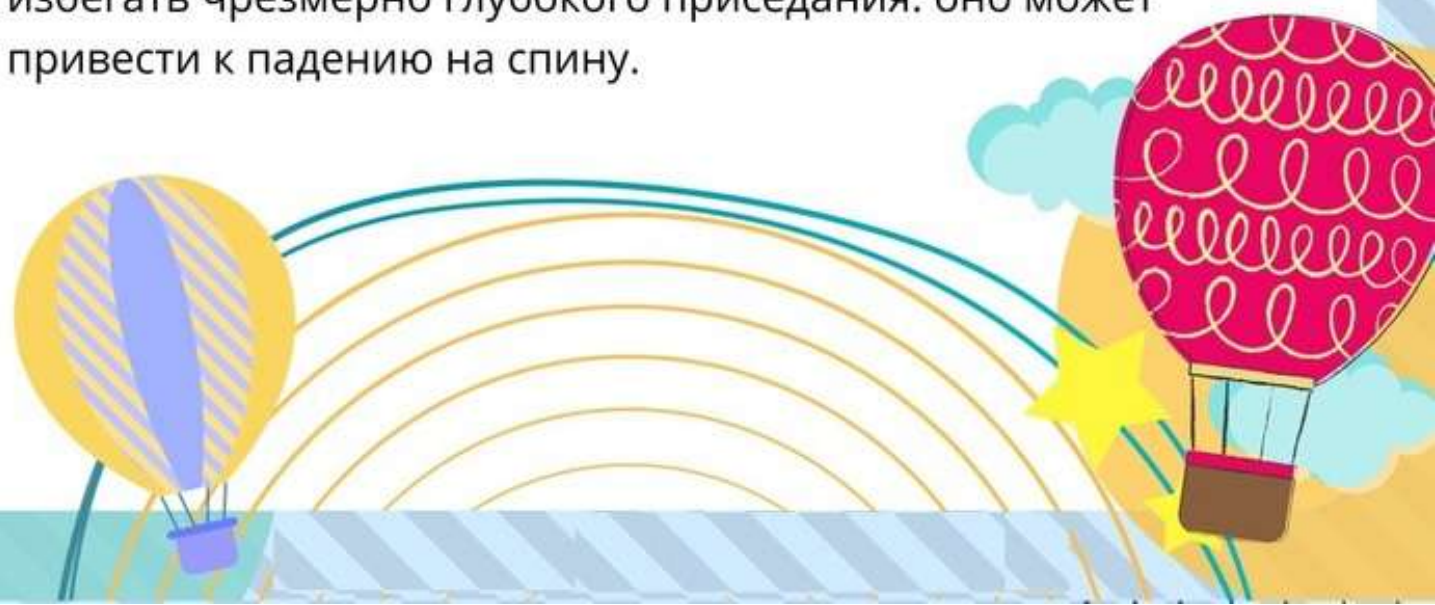 избегать чрезмерно глубокого приседания: оно может
привести к падению на спину.